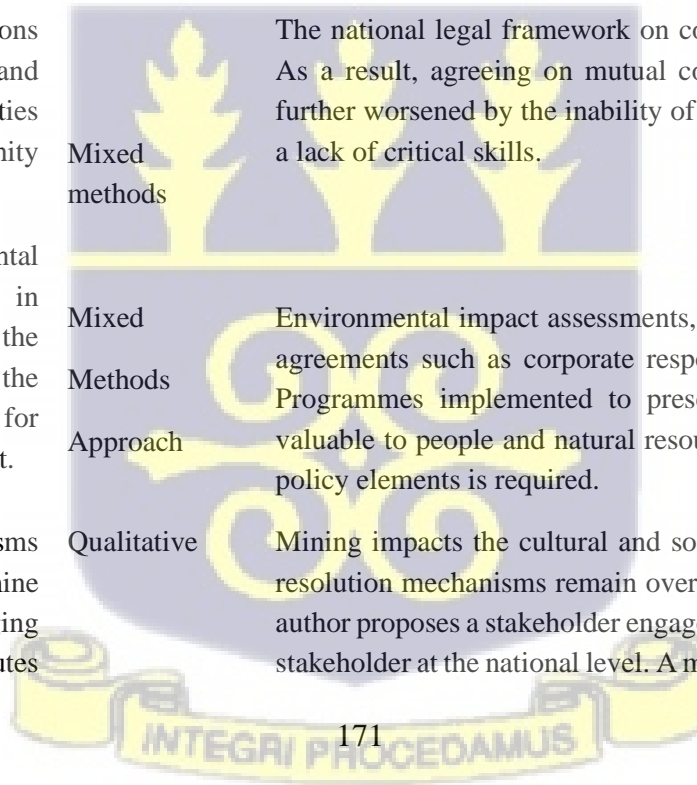 ons
and
ties
nity
Mixed
methods
The national legal framework on co
As a result, agreeing on mutual co
further worsened by the inability of
a lack of critical skills.
ntal
in
the
the
for
t.
Mixed
Methods
Approach
Environmental impact assessments,
agreements such as corporate respo
Programmes implemented to prese
valuable to people and natural resou
policy elements is required.
sms
ine
ing
utes
Qualitative
Mining impacts the cultural and so
resolution mechanisms remain over
author proposes a stakeholder engage
stakeholder at the national level. A m
171
INTEGRI PROCEDAMUS